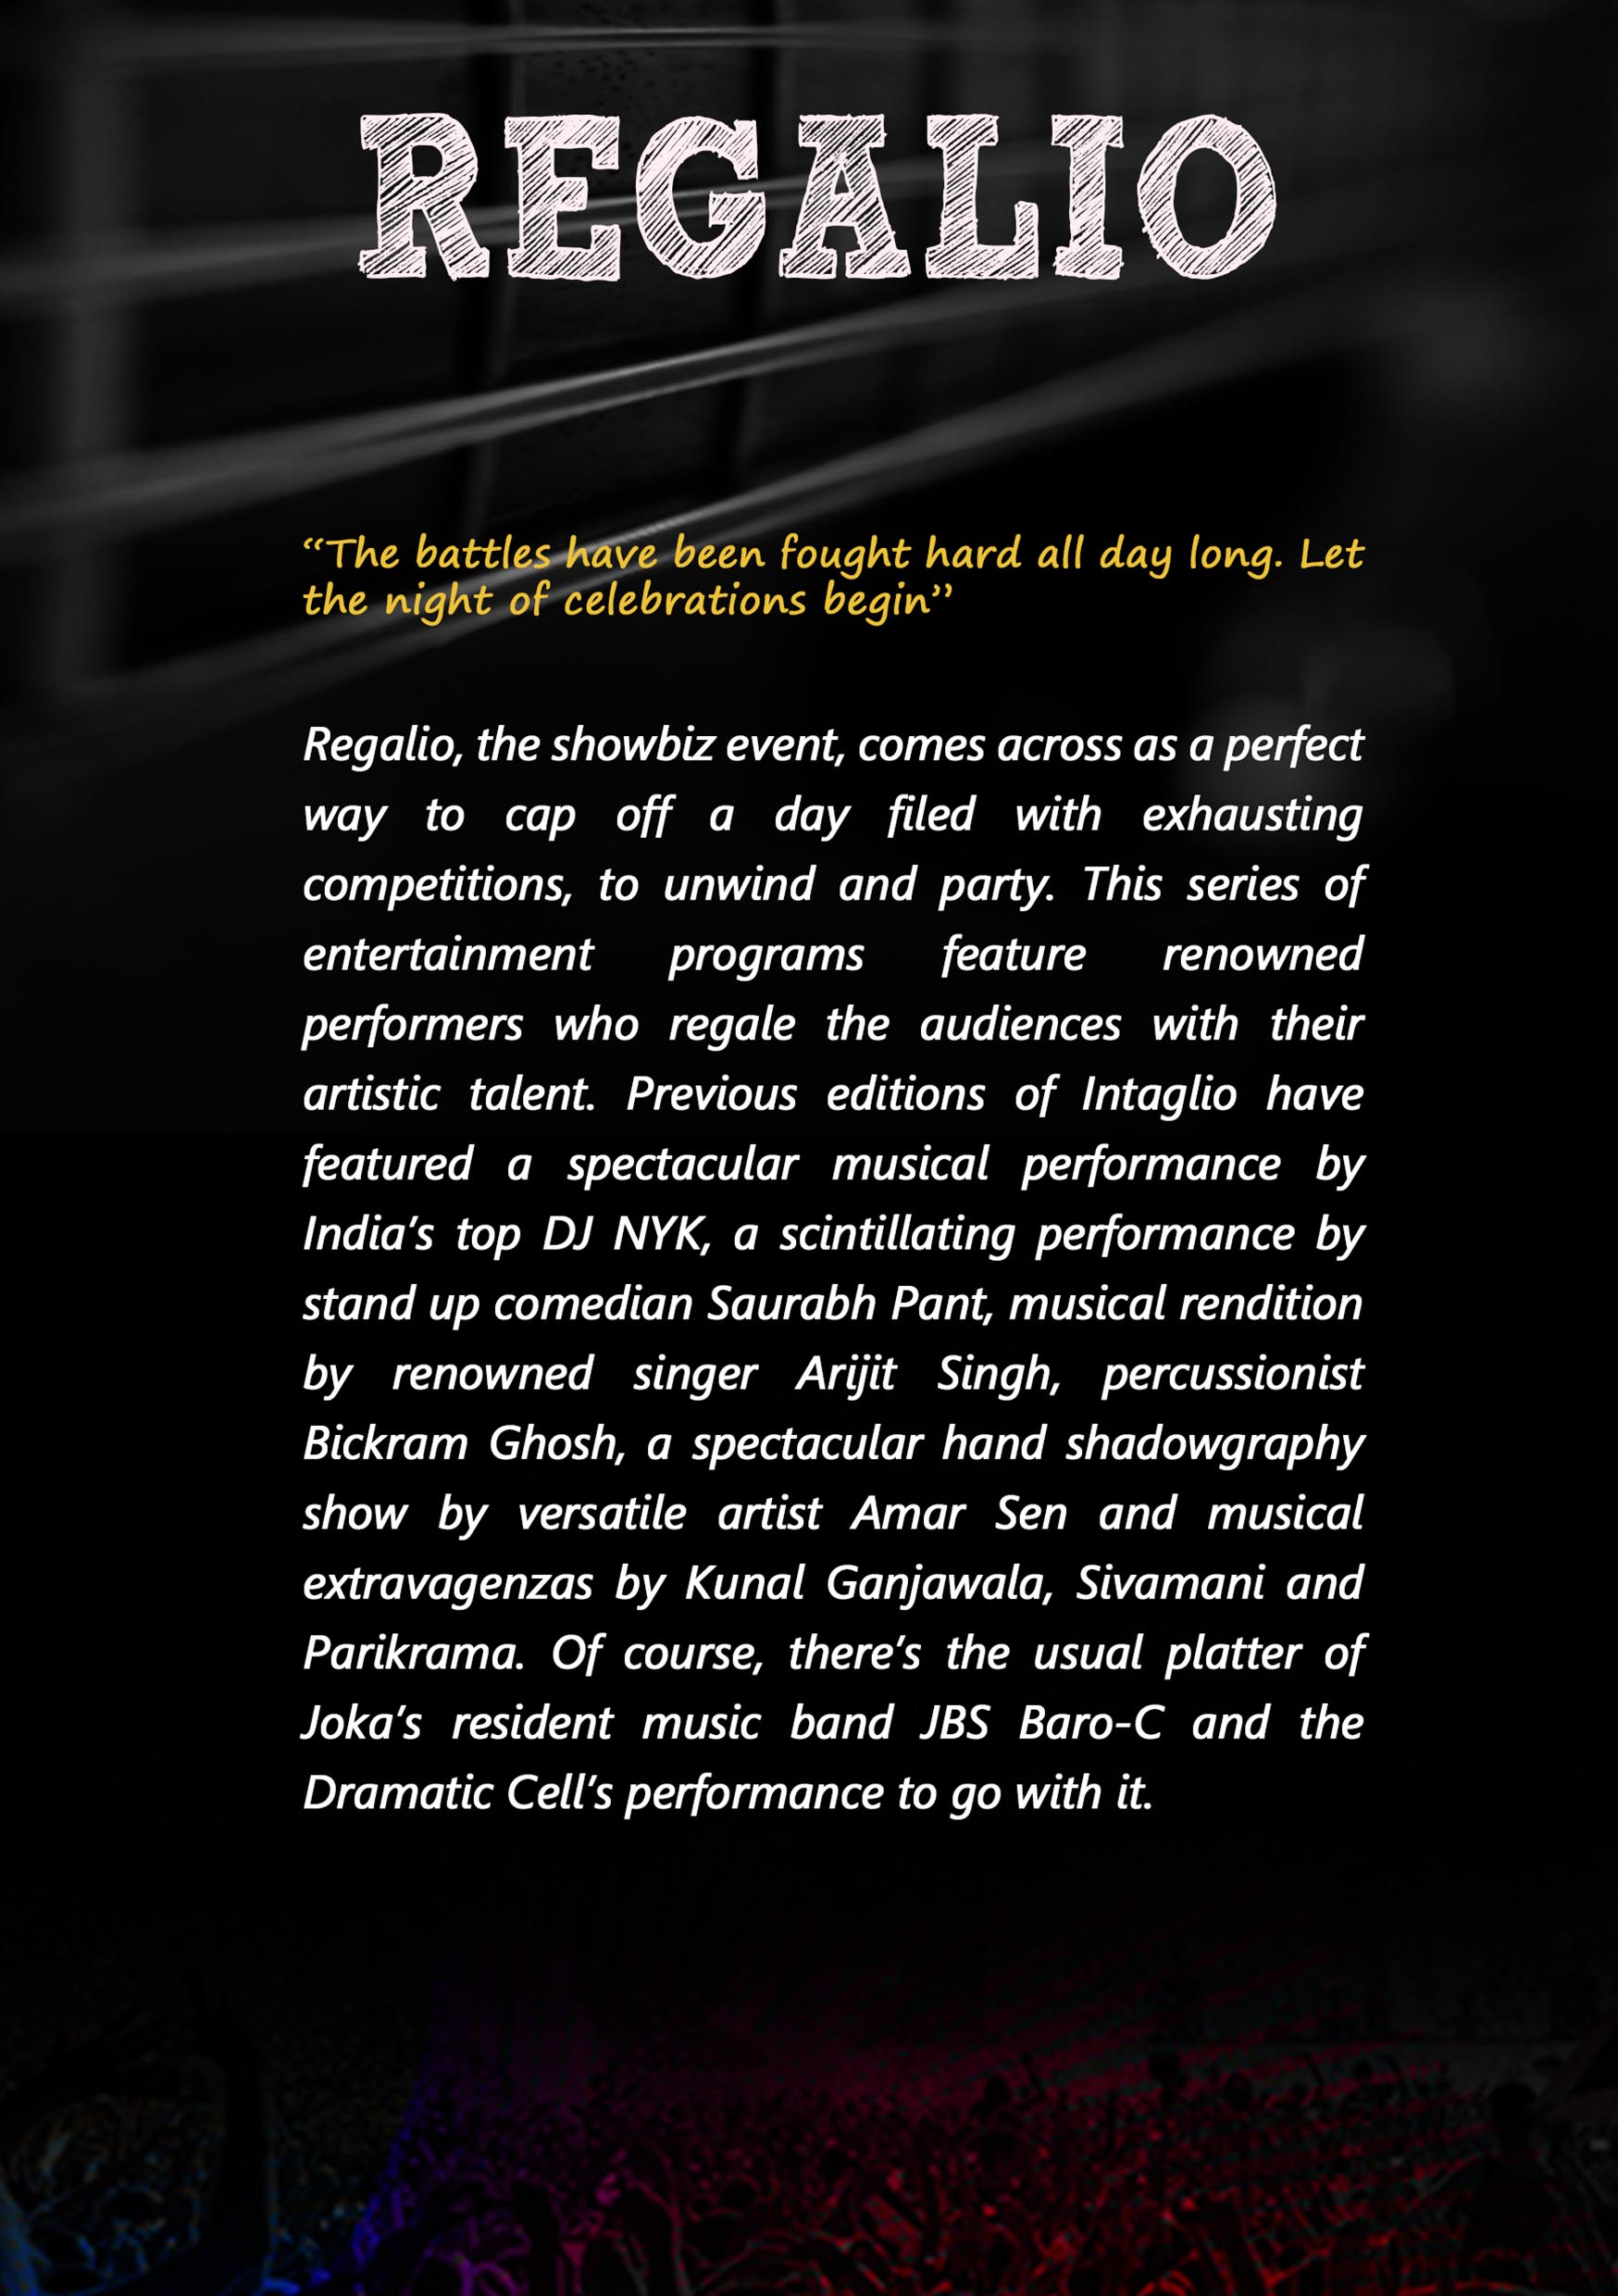 REGALIO
“The battles have been fought hard all day long. Let
the night of celebrations begin”
Regalio, the showbiz event, comes across as a perfect
way to cap off a day filed with exhausting
competitions, to unwind and party. This series of
entertainment programs feature renowned
performers who regale the audiences with their
artistic talent. Previous editions of Intaglio have
featured a spectacular musical performance by
India’s top DJ NYK, a scintillating performance by
stand up comedian Saurabh Pant, musical rendition
by renowned singer Arijit Singh, percussionist
Bickram Ghosh, a spectacular hand shadowgraphy
show by versatile artist Amar Sen and musical
extravagenzas by Kunal Ganjawala, Sivamani and
Parikrama. Of course, there’s the usual platter of
Joka’s resident music band JBS Baro-C and the
Dramatic Cell’s performance to go with it.